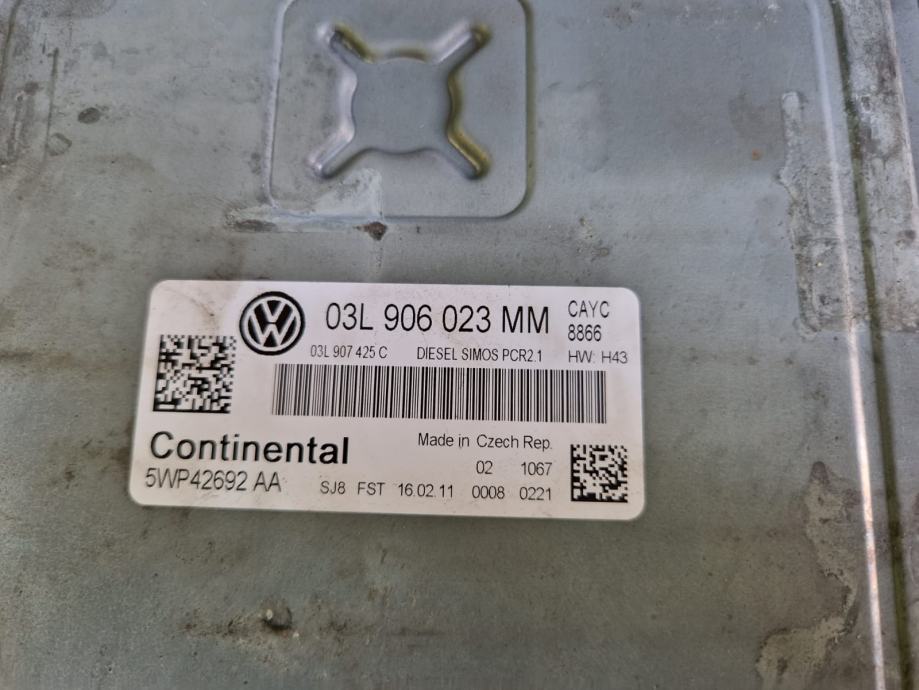 03L 906 023 MM CAYC
8866
03L 907 425 C DIESEL SIMOS PCR2.1 HW: H43
Continental Made in Czech Rep.
02 1067
5WP42692 AA SJ8 FST 16.02.11 0008 0221